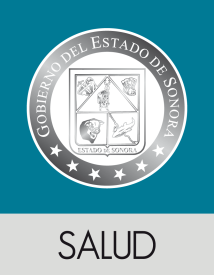 GOBIERNO DEL ESTADO DE SONORA
ESTADO DE SONORA
SALUD